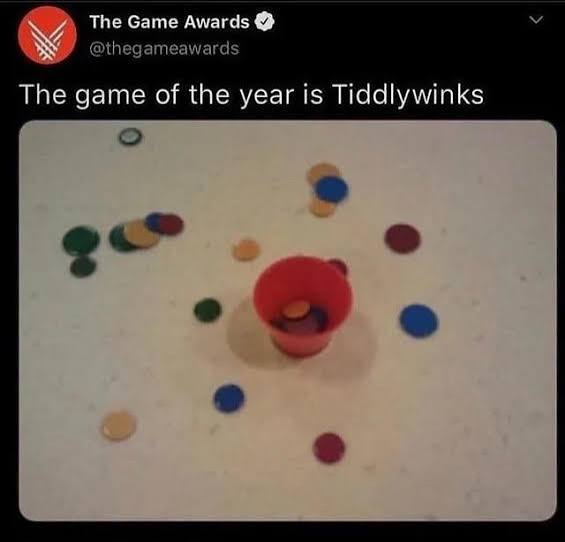 The Game Awards
@thegameawards
The game of the year is Tiddlywinks